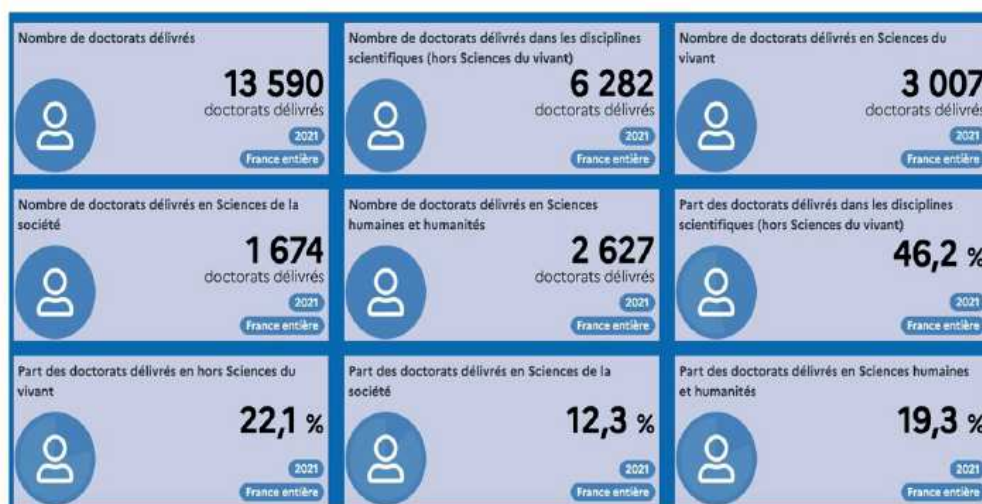 Nombre de doctorats délivrés
13 590
doctorats délivrés
2021
France entière
Nombre de doctorats délivrés dans les disciplines
scientifiques (hors Sciences du vivant)
6 282
doctorats délivrés
2021
France entière
Nombre de doctorats délivrés en Sciences du
vivant
3 007
doctorats délivrés
2021
France entière
Nombre de doctorats délivrés en Sciences de la
société
1 674
doctorats délivrés
2021
France entière
Nombre de doctorats délivrés en Sciences
humaines et humanités
2 627
doctorats délivrés
2021
France entière
Part des doctorats délivrés dans les disciplines
scientifiques (hors Sciences du vivant)
46,2 %
2021
France entière
Part des doctorats délivrés en hors Sciences du
vivant
22,1 %
2021
France entière
Part des doctorats délivrés en Sciences de la
société
12,3 %
2021
France entière
Part des doctorats délivrés en Sciences humaines
et humanités
19,3 %
2021
France entière